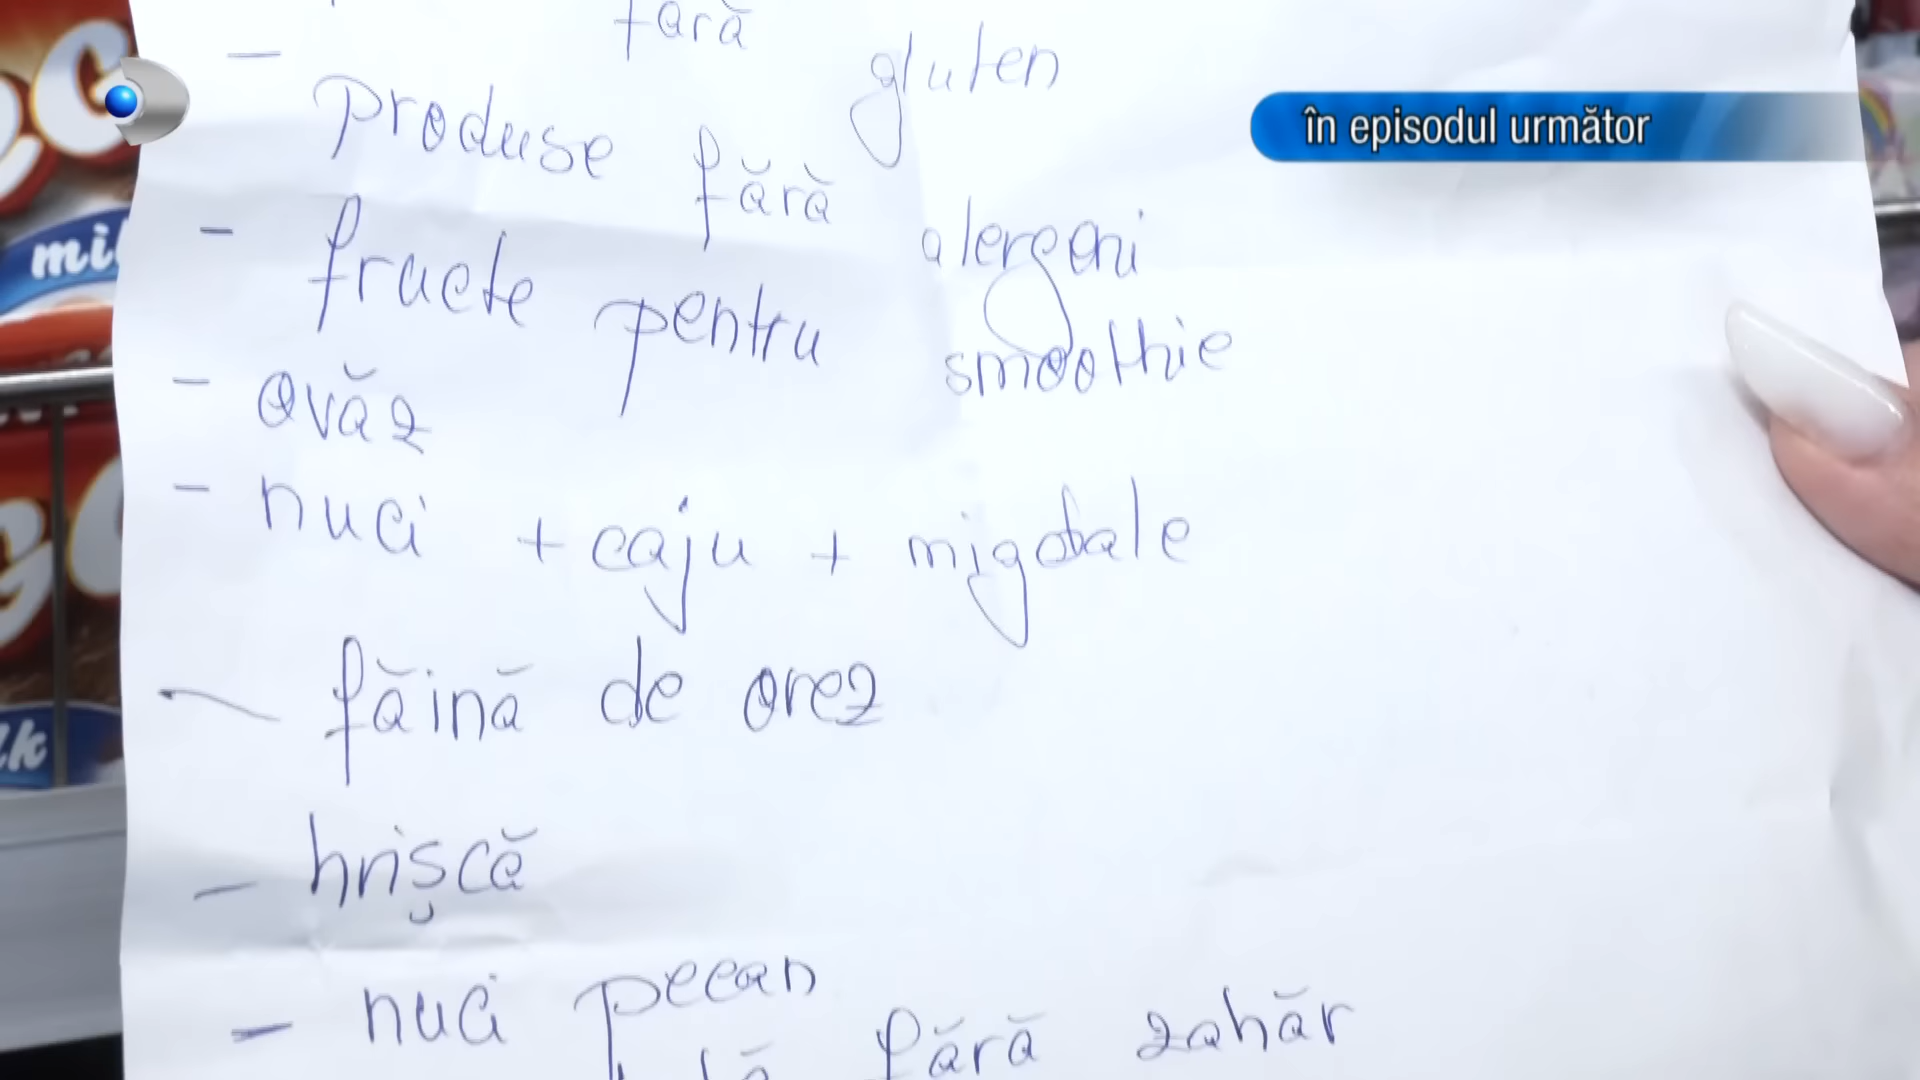 fără gluten
în episodul următor
- produse fără alergeni
- fructe pentru smoothie
- ovăz
- nuci + caju + migdale
- făină de orez
- hrișcă
- nuci pecan
fără zahăr